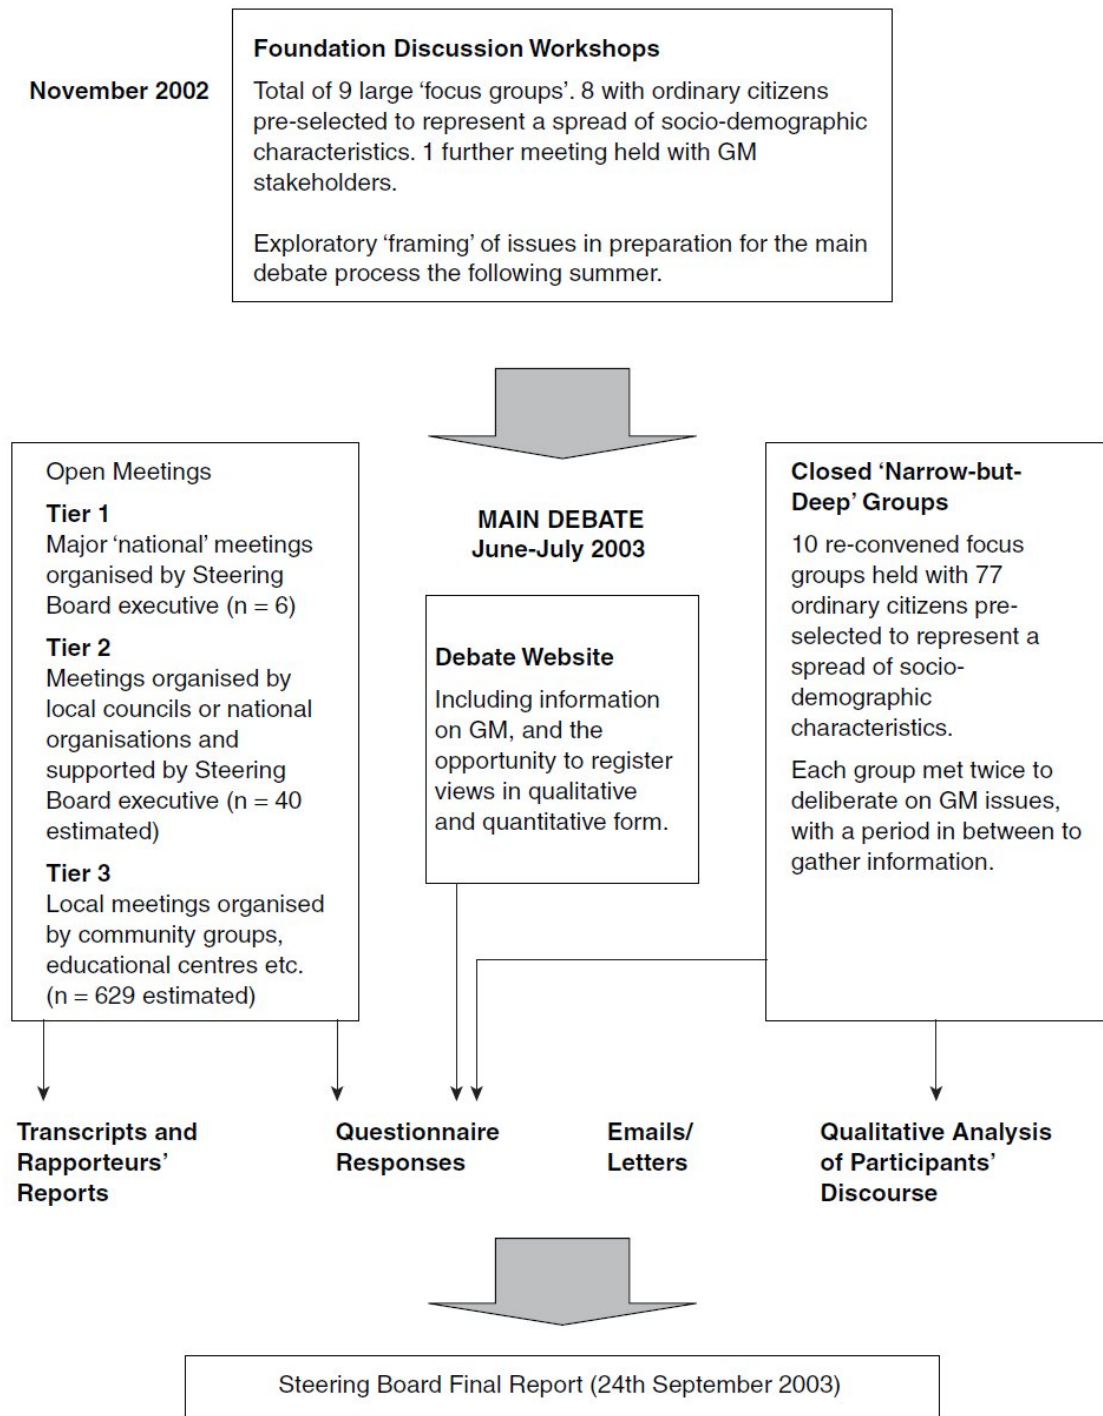 November 2002
Foundation Discussion Workshops
Total of 9 large ‘focus groups’. 8 with ordinary citizens
pre-selected to represent a spread of socio-demographic
characteristics. 1 further meeting held with GM
stakeholders.
Exploratory ‘framing’ of issues in preparation for the main
debate process the following summer.
Open Meetings
Tier 1
Major ‘national’ meetings
organised by Steering
Board executive (n = 6)
Tier 2
Meetings organised by
local councils or national
organisations and
supported by Steering
Board executive (n = 40
estimated)
Tier 3
Local meetings organised
by community groups,
educational centres etc.
(n = 629 estimated)
MAIN DEBATE
June-July 2003
Debate Website
Including information
on GM, and the
opportunity to register
views in qualitative
and quantitative form.
Closed ‘Narrow-but-
Deep’ Groups
10 re-convened focus
groups held with 77
ordinary citizens pre-
selected to represent a
spread of socio-
demographic
characteristics.
Each group met twice to
deliberate on GM issues,
with a period in between to
gather information.
Transcripts and
Rapporteurs’
Reports
Questionnaire
Responses
Emails/
Letters
Qualitative Analysis
of Participants’
Discourse
Steering Board Final Report (24th September 2003)